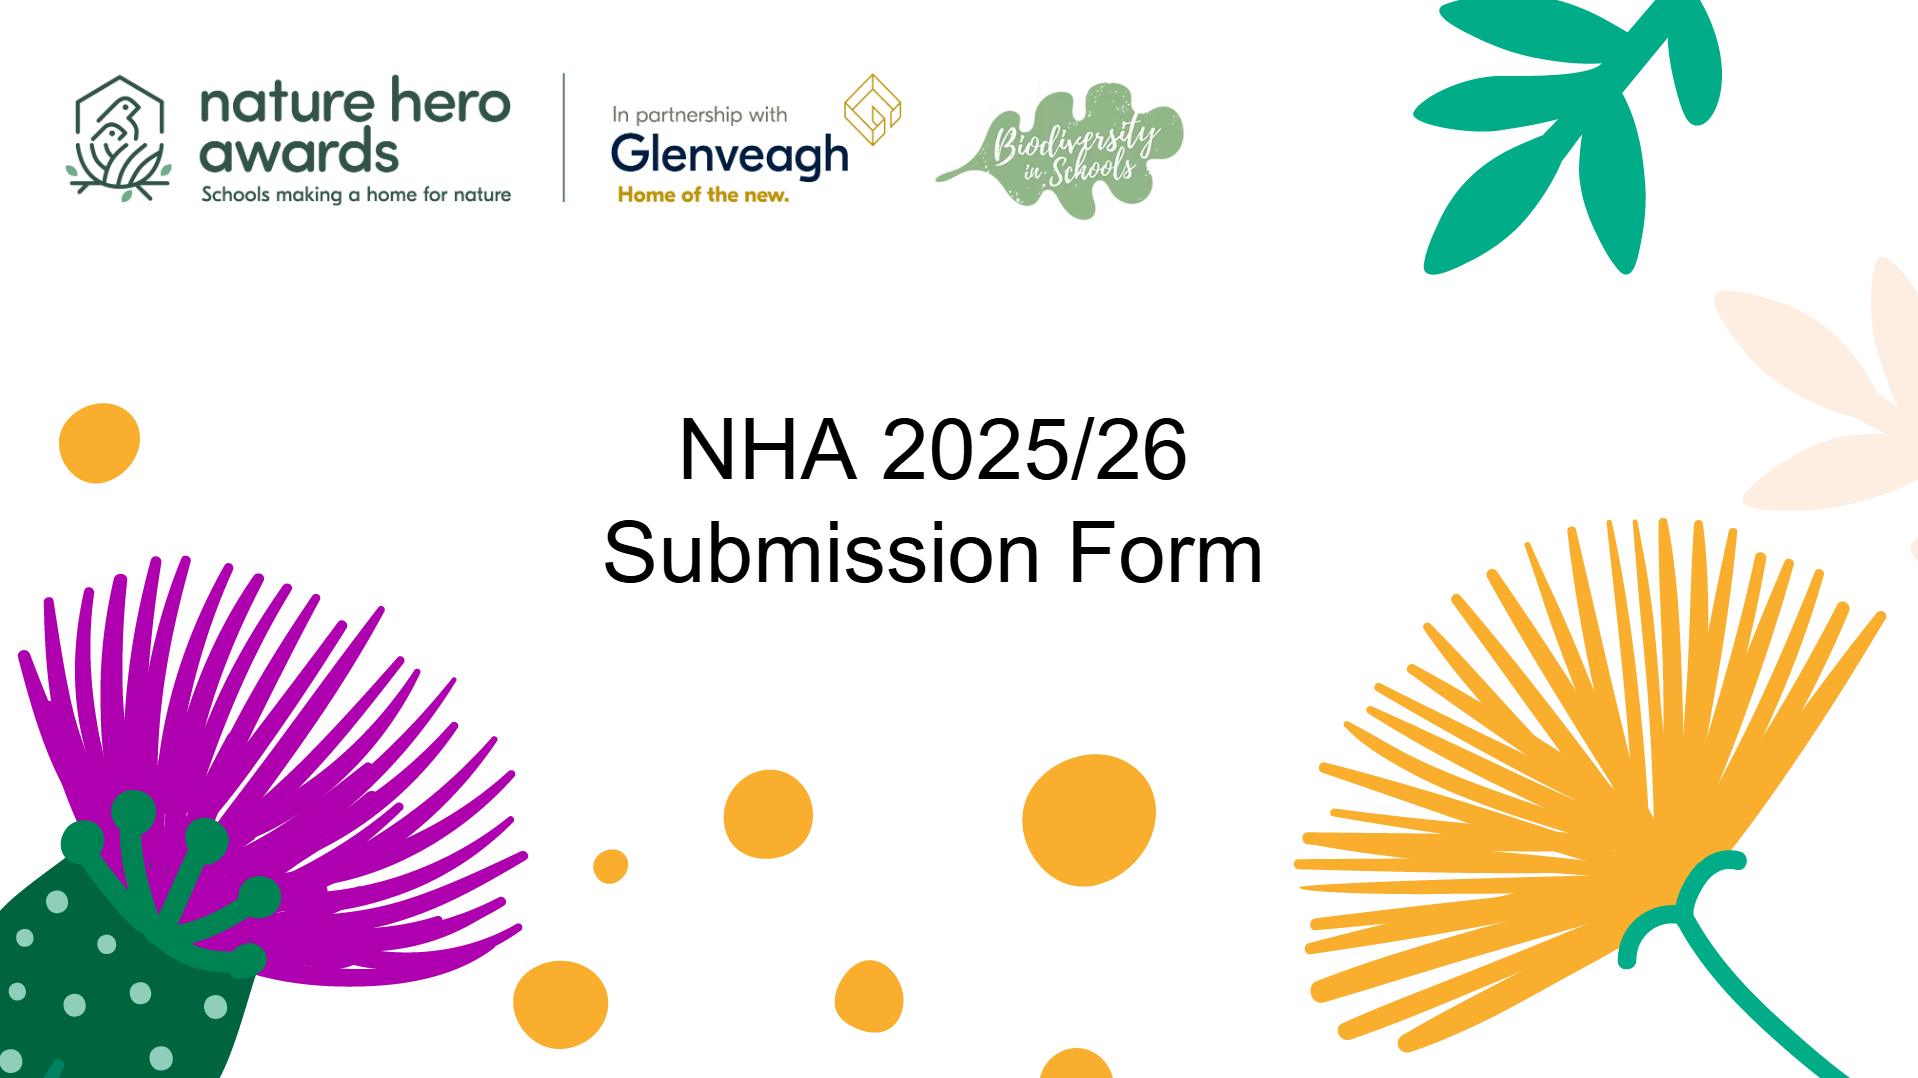 nature hero
awards
Schools making a home for nature
In partnership with
Glenveagh
Home of the new.
Biodiversity
in Schools
NHA 2025/26
Submission Form